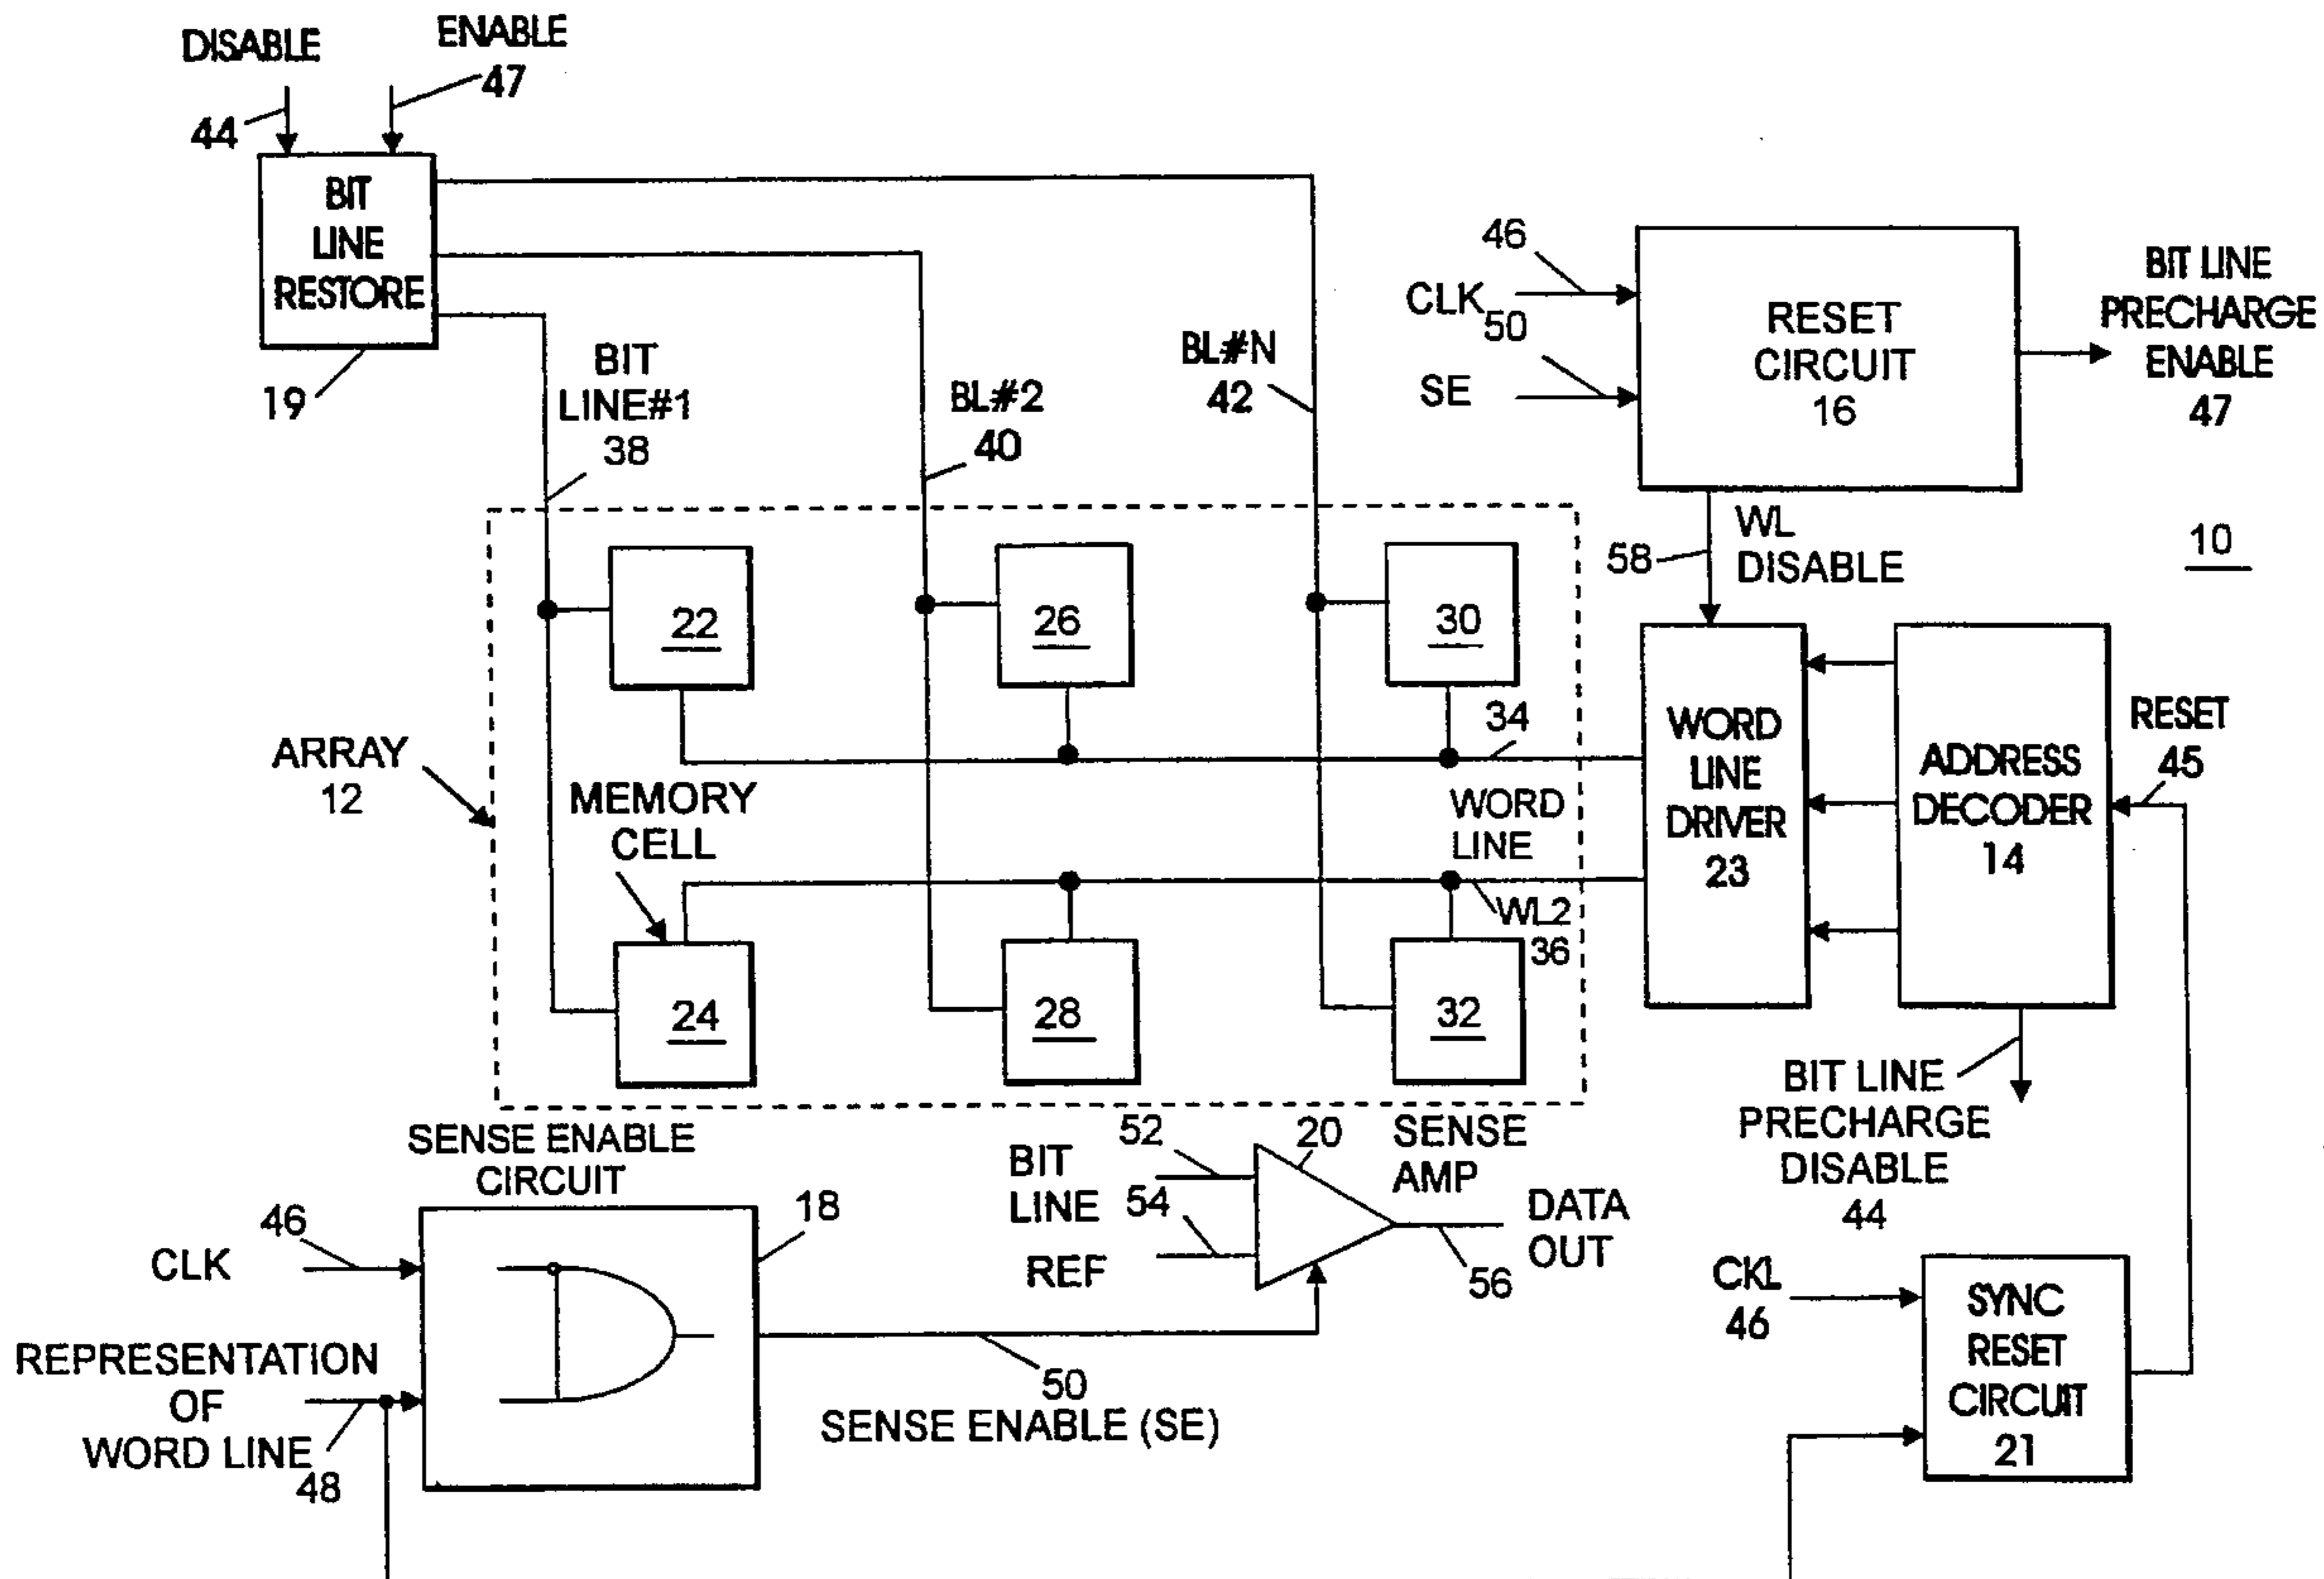 DISABLE
44
ENABLE
47
BIT
LINE
RESTORE
19
BIT
LINE#1
38
BL#2
40
BL#N
42
46
CLK
50
SE
RESET
CIRCUIT
16
BIT LINE
PRECHARGE
ENABLE
47
58
WL
DISABLE
10
ARRAY
12
22
26
30
34
MEMORY
CELL
WORD
LINE
WL2
36
24
28
32
WORD
LINE
DRIVER
23
ADDRESS
DECODER
14
RESET
45
BIT LINE
PRECHARGE
DISABLE
44
SENSE ENABLE
CIRCUIT
18
46
CLK
REPRESENTATION
OF
WORD LINE
48
50
SENSE ENABLE (SE)
52
BIT
LINE
54
REF
20
SENSE
AMP
DATA
OUT
56
CKL
46
SYNC
RESET
CIRCUIT
21